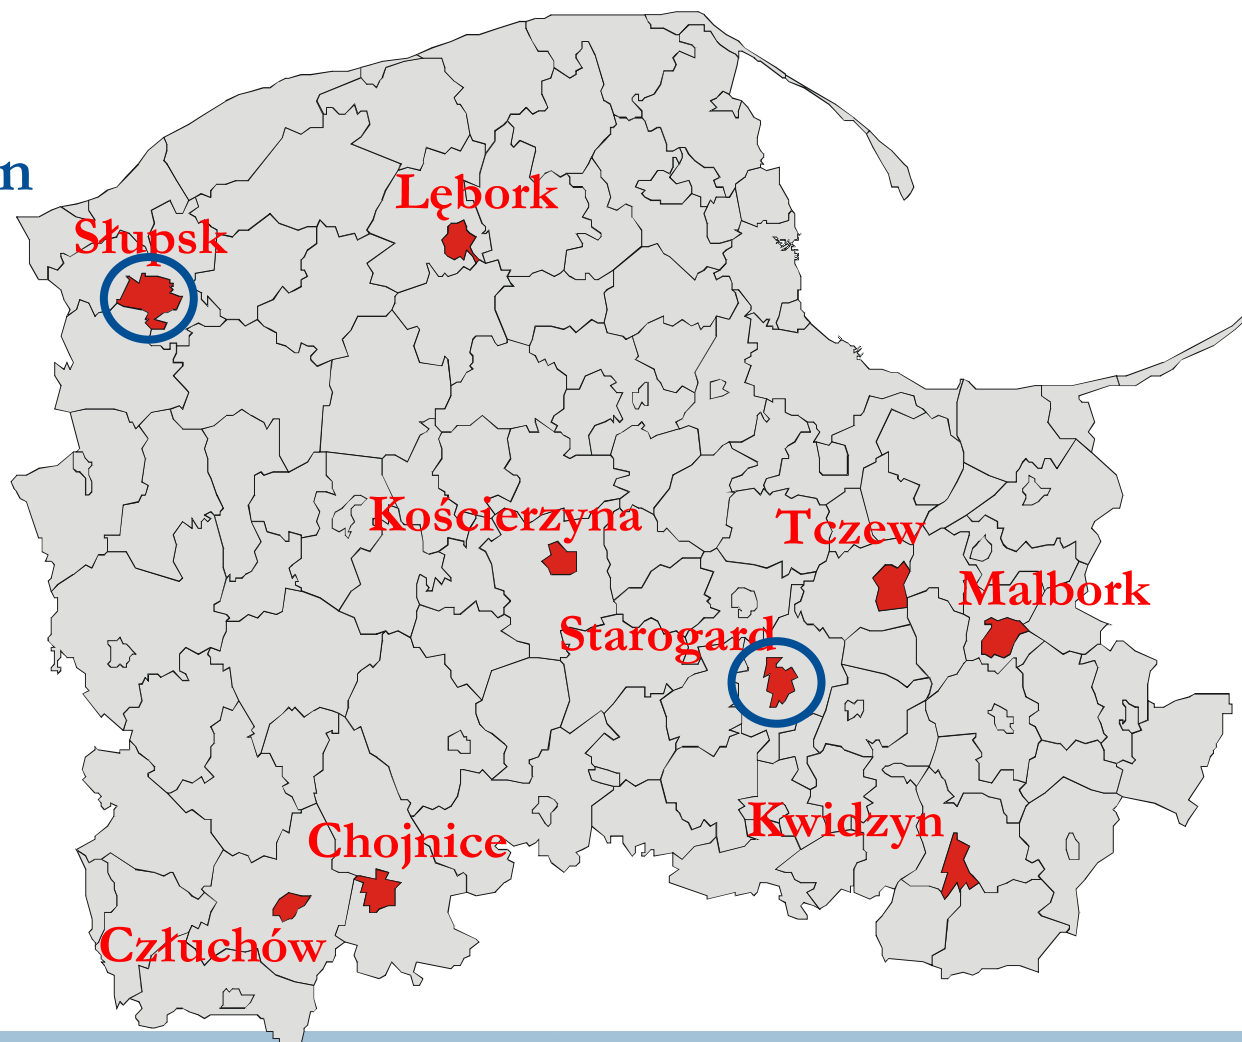 n
Lębork
Słupsk
Kościerzyna
Tczew
Malbork
Starogard
Kwidzyn
Chojnice
Człuchów